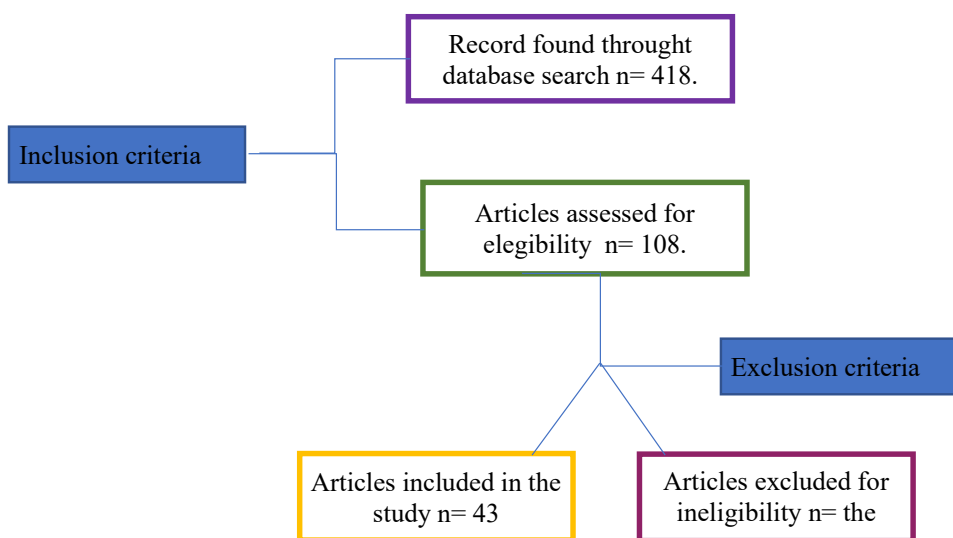 Record found throught
database search n= 418.
Inclusion criteria
Articles assessed for
elegibility n= 108.
Exclusion criteria
Articles included in the
study n= 43
Articles excluded for
ineligibility n= the